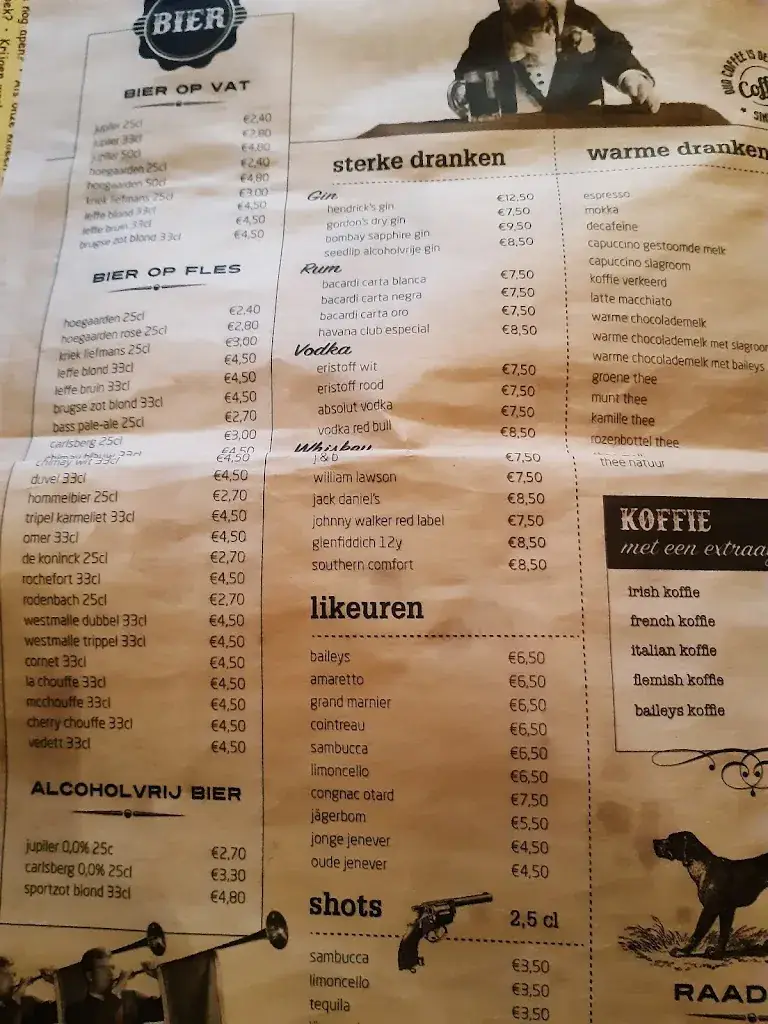 BIER
BIER OP VAT
jupiler 25cl €2,40
jupiler 33cl €2,80
jupiler 50cl €4,80
hoegaarden 25cl €2,40
hoegaarden 50cl €4,80
kriek liefmans 25cl €3,00
leffe blond 33cl €4,50
leffe bruin 33cl €4,50
brugse zot blond 33cl €4,50
BIER OP FLES
hoegaarden 25cl €2,40
hoegaarden rosé 25cl €2,80
kriek liefmans 25cl €3,00
leffe blond 33cl €4,50
leffe bruin 33cl €4,50
brugse zot blond 33cl €4,50
bass pale-ale 25cl €2,70
carlsberg 25cl €3,00
chimay blauw 33cl €4,50
chimay wit 33cl €4,50
duvel 33cl €4,50
hommelbier 25cl €2,70
tripel karmeliet 33cl €4,50
omer 33cl €4,50
de koninck 25cl €2,70
rochefort 33cl €4,50
rodenbach 25cl €2,70
westmalle dubbel 33cl €4,50
westmalle trippel 33cl €4,50
cornet 33cl €4,50
la chouffe 33cl €4,50
mcchouffe 33cl €4,50
cherry chouffe 33cl €4,50
vedett 33cl €4,50
ALCOHOLVRIJ BIER
jupiler 0,0% 25c €2,70
carlsberg 0,0% 25cl €3,30
sportzot blond 33cl €4,80
sterke dranken
Gin
hendrick's gin €12,50
gordon's dry gin €7,50
bombay sapphire gin €9,50
seedlip alcoholvrije gin €8,50
Rum
bacardi carta blanca €7,50
bacardi carta negra €7,50
bacardi carta oro €7,50
havana club especial €8,50
Vodka
eristoff wit €7,50
eristoff rood €7,50
absolut vodka €7,50
vodka red bull €8,50
Whiskey
j & b €7,50
william lawson €7,50
jack daniel's €8,50
johnny walker red label €7,50
glenfiddich 12y €8,50
southern comfort €8,50
likeuren
baileys €6,50
amaretto €6,50
grand marnier €6,50
cointreau €6,50
sambucca €6,50
limoncello €6,50
congnac otard €7,50
jägerbom €5,50
jonge jenever €4,50
oude jenever €4,50
shots 2,5 cl
sambucca €3,50
limoncello €3,50
tequila €3,50
warme dranken
espresso
mokka
decafeïne
capuccino gestoomde melk
capuccino slagroom
koffie verkeerd
latte macchiato
warme chocolademelk
warme chocolademelk met slagroom
warme chocolademelk met baileys
groene thee
munt thee
kamille thee
rozenbottel thee
thee natuur
KOFFIE
met een extraa
irish koffie
french koffie
italian koffie
flemish koffie
baileys koffie
RAAD